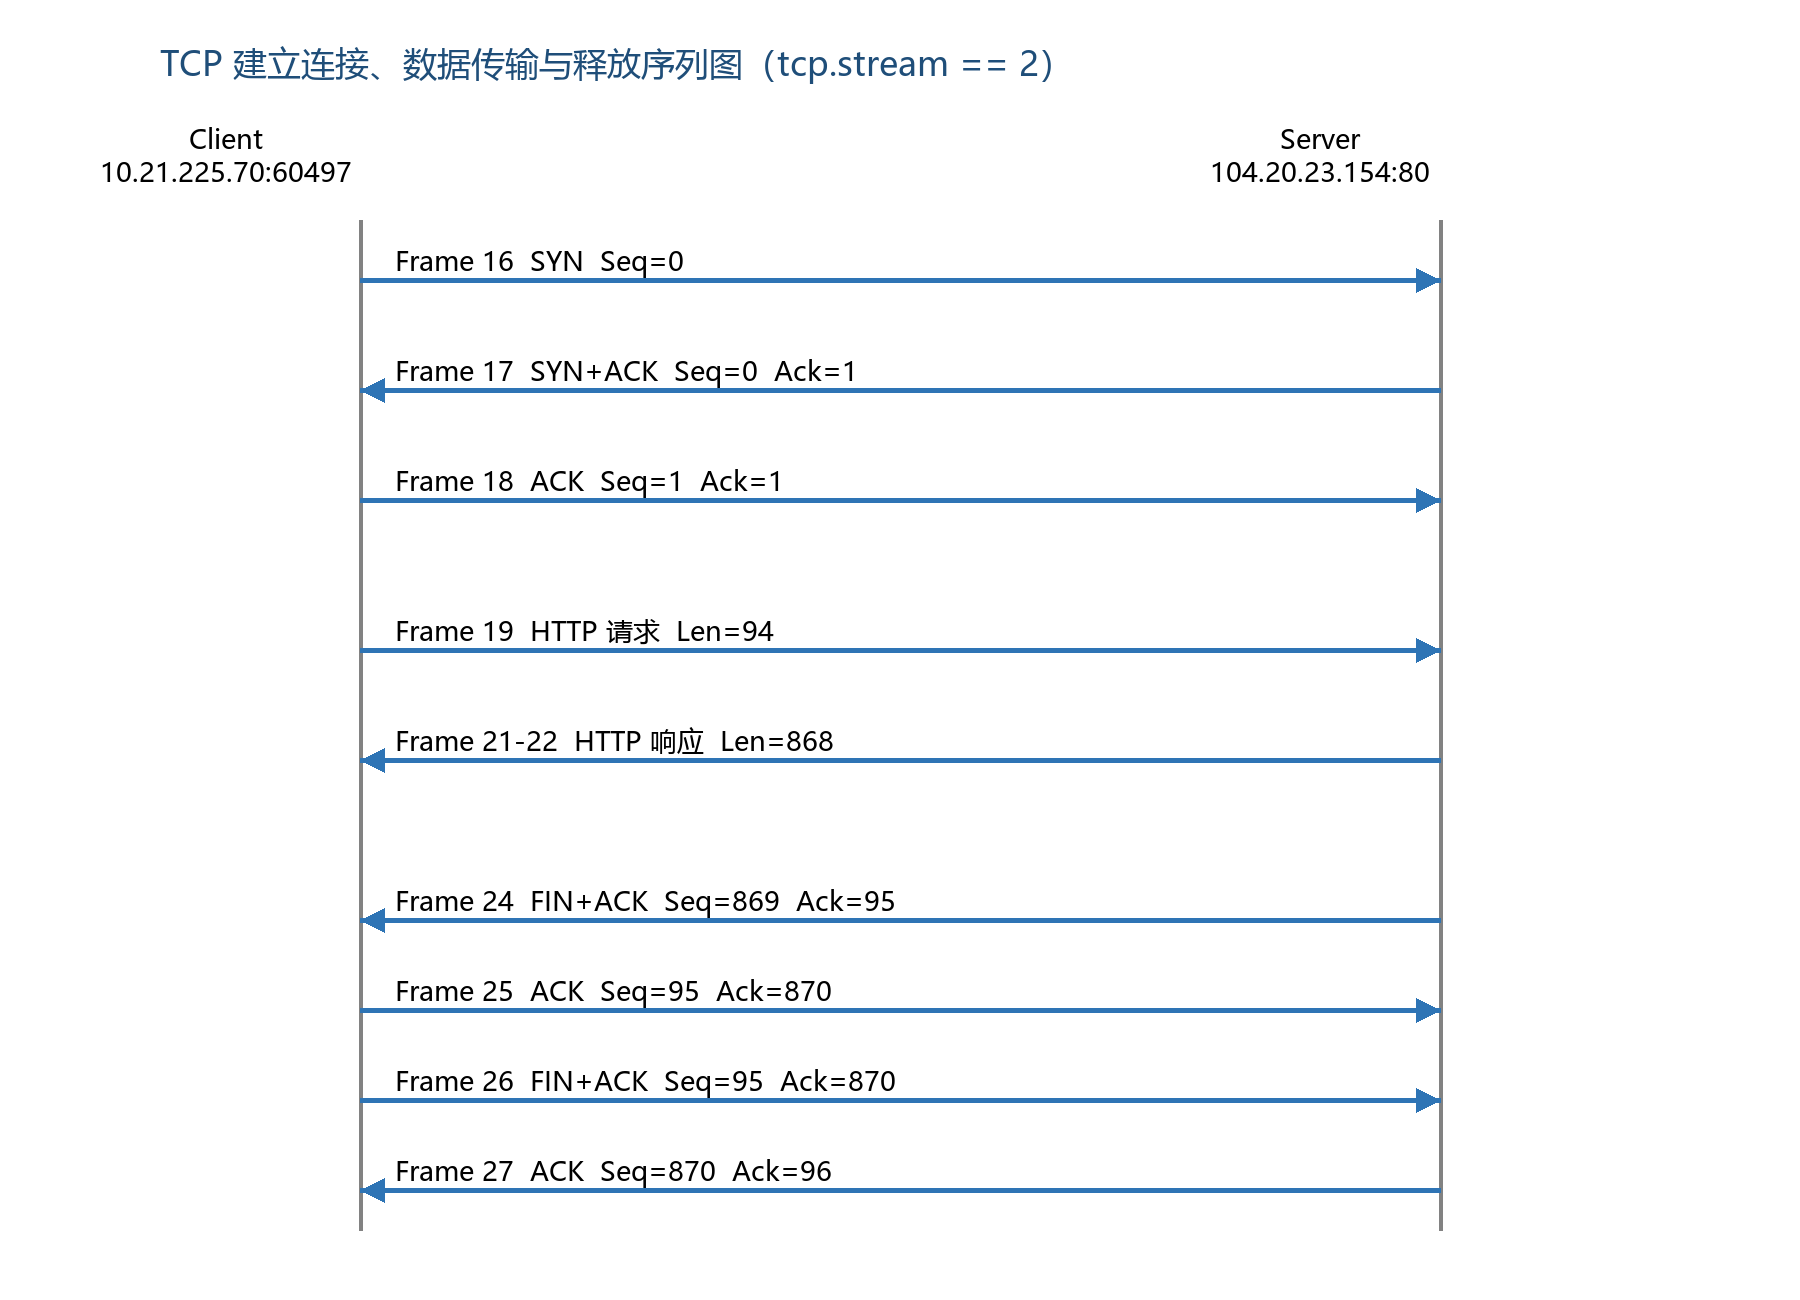 TCP 建立连接、数据传输与释放序列图（tcp.stream == 2）
Client
10.21.225.70:60497
Server
104.20.23.154:80
Frame 16  SYN  Seq=0
Frame 17  SYN+ACK  Seq=0  Ack=1
Frame 18  ACK  Seq=1  Ack=1
Frame 19  HTTP 请求  Len=94
Frame 21-22  HTTP 响应  Len=868
Frame 24  FIN+ACK  Seq=869  Ack=95
Frame 25  ACK  Seq=95  Ack=870
Frame 26  FIN+ACK  Seq=95  Ack=870
Frame 27  ACK  Seq=870  Ack=96